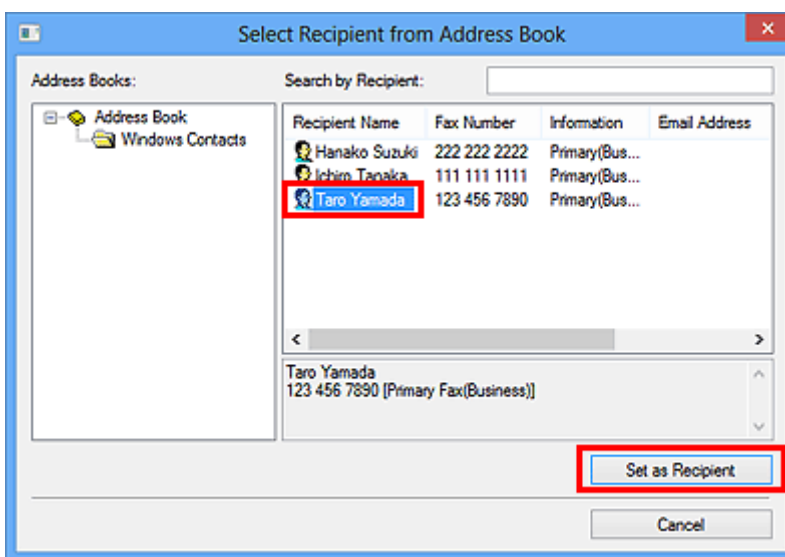 Select Recipient from Address Book
Address Books:
Search by Recipient:
Address Book
Windows Contacts
Recipient Name Fax Number Information Email Address
Hanako Suzuki 222 222 2222 Primary(Bus...
Ichiro Tanaka 111 111 1111 Primary(Bus...
Taro Yamada 123 456 7890 Primary(Bus...
Taro Yamada
123 456 7890 [Primary Fax(Business)]
Set as Recipient
Cancel